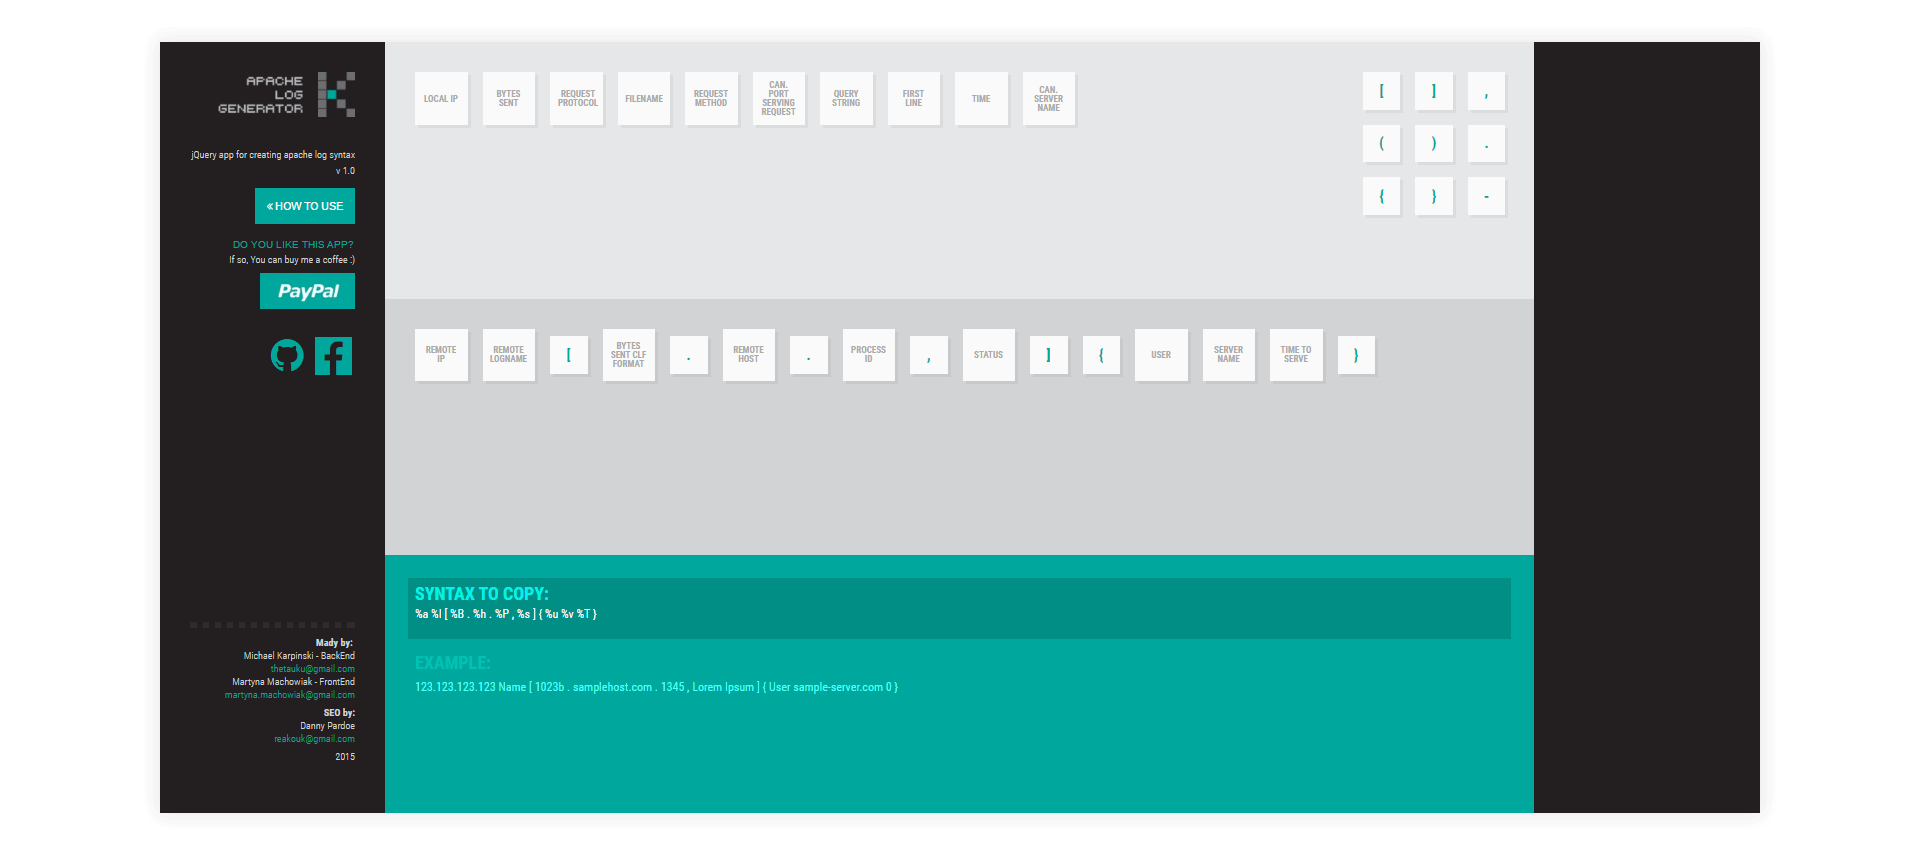 APACHE
LOG
GENERATOR
jQuery app for creating apache log syntax
v 1.0
« HOW TO USE
DO YOU LIKE THIS APP?
If so, You can buy me a coffee :)
PayPal
Mady by:
Michael Karpinski - BackEnd
thetauku@gmail.com
Martyna Machowiak - FrontEnd
martyna.machowiak@gmail.com
SEO by:
Danny Pardoe
reakouk@gmail.com
2015
LOCAL IP
BYTES
SENT
REQUEST
PROTOCOL
FILENAME
REQUEST
METHOD
CAN.
PORT
SERVING
REQUEST
QUERY
STRING
FIRST
LINE
TIME
CAN.
SERVER
NAME
[ ] ,
( ) .
{ } -
REMOTE
IP
REMOTE
LOGNAME
[
BYTES
SENT CLF
FORMAT
.
REMOTE
HOST
.
PROCESS
ID
,
STATUS
]
{
USER
SERVER
NAME
TIME TO
SERVE
}
SYNTAX TO COPY:
%a %l [ %B . %h . %P , %s ] { %u %v %T }
EXAMPLE:
123.123.123.123 Name [ 1023b . samplehost.com . 1345 , Lorem Ipsum ] { User sample-server.com 0 }